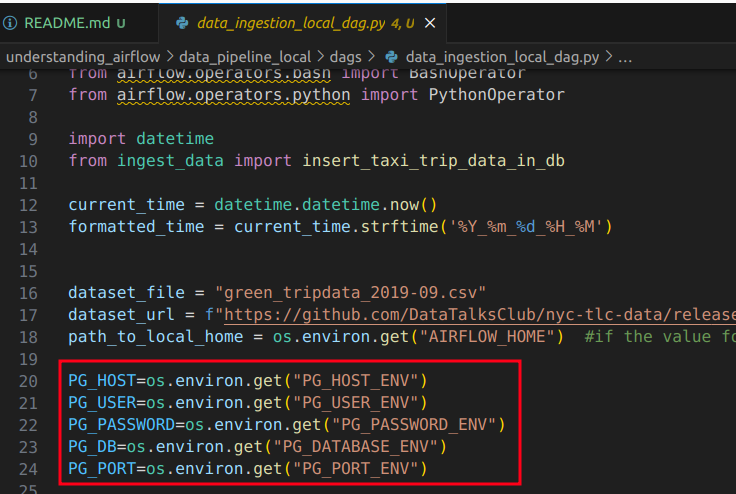 README.md U
data_ingestion_local_dag.py 4, U
understanding_airflow > data_pipeline_local > dags > data_ingestion_local_dag.py > ...
6 from airflow.operators.bash import BashOperator
7 from airflow.operators.python import PythonOperator
8
9 import datetime
10 from ingest_data import insert_taxi_trip_data_in_db
11
12 current_time = datetime.datetime.now()
13 formatted_time = current_time.strftime('%Y_%m_%d_%H_%M')
14
15
16 dataset_file = "green_tripdata_2019-09.csv"
17 dataset_url = f"https://github.com/DataTalksClub/nyc-tlc-data/release
18 path_to_local_home = os.environ.get("AIRFLOW_HOME") #if the value fo
19
20 PG_HOST=os.environ.get("PG_HOST_ENV")
21 PG_USER=os.environ.get("PG_USER_ENV")
22 PG_PASSWORD=os.environ.get("PG_PASSWORD_ENV")
23 PG_DB=os.environ.get("PG_DATABASE_ENV")
24 PG_PORT=os.environ.get("PG_PORT_ENV")
25